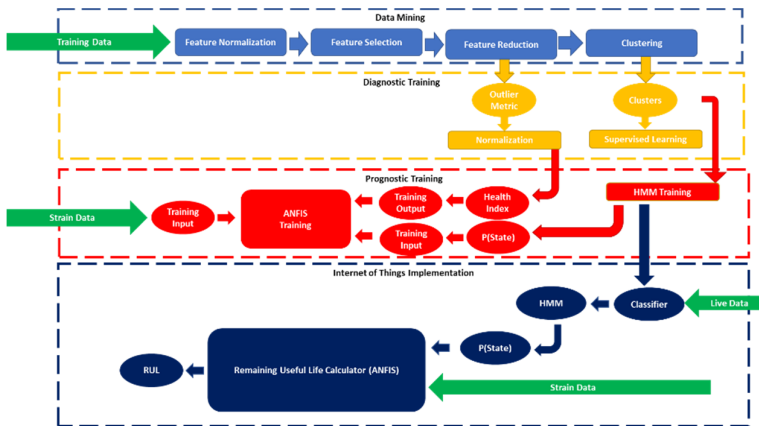 Data Mining
Training Data
Feature Normalization
Feature Selection
Feature Reduction
Clustering
Diagnostic Training
Outlier
Metric
Clusters
Normalization
Supervised Learning
Prognostic Training
HMM Training
Strain Data
Training
Input
ANFIS
Training
Training
Output
Health
Index
Training
Input
P(State)
Internet of Things Implementation
HMM
Classifier
Live Data
P(State)
RUL
Remaining Useful Life Calculator (ANFIS)
Strain Data